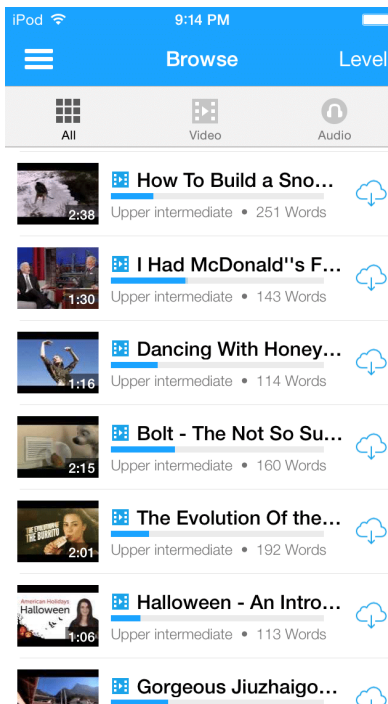 iPod 9:14 PM
Browse
Level
All
Video
Audio
How To Build a Sno...
2:38
Upper intermediate • 251 Words
I Had McDonald''s F...
1:30
Upper intermediate • 143 Words
Dancing With Honey...
1:16
Upper intermediate • 114 Words
Bolt - The Not So Su...
2:15
Upper intermediate • 160 Words
The Evolution Of the...
THE EVOLUTION OF
THE BURRITO
2:01
Upper intermediate • 192 Words
Halloween - An Intro...
American Holidays
Halloween
1:06
Upper intermediate • 113 Words
Gorgeous Jiuzhaigo...